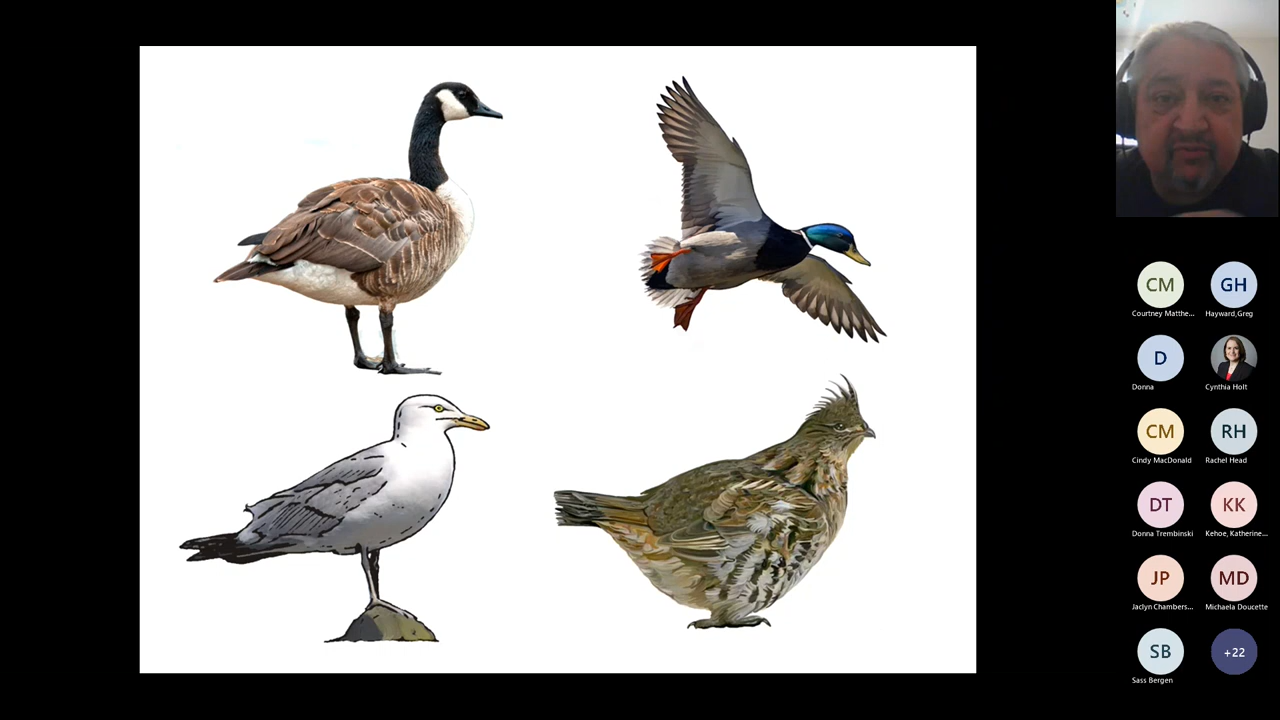 CM
GH
Courtney Matthe...
Hayward,Greg
D
Donna
Cynthia Holt
CM
RH
Cindy MacDonald
Rachel Head
DT
KK
Donna Trembinski
Kehoe, Katherine...
JP
MD
Jaclyn Chambers...
Michaela Doucette
SB
+22
Sass Bergen